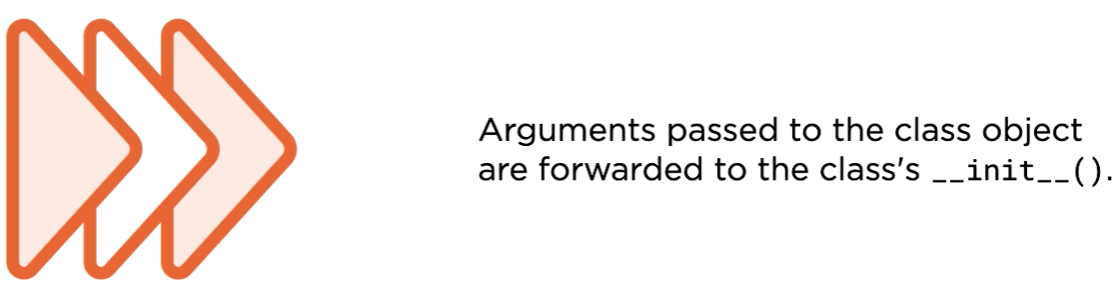 Arguments passed to the class object
are forwarded to the class's __init__().